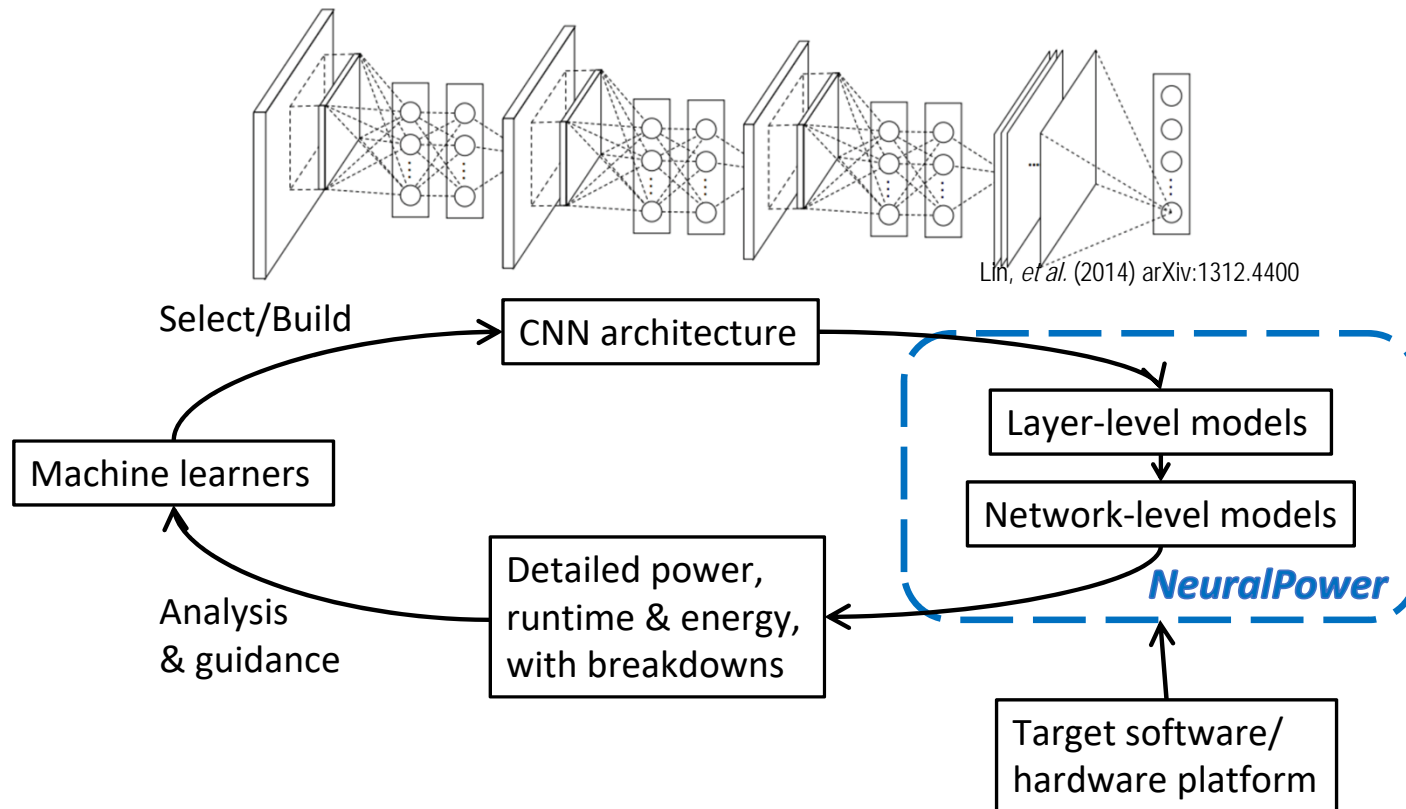 Lin, et al. (2014) arXiv:1312.4400
Select/Build
CNN architecture
Layer-level models
Machine learners
Network-level models
NeuralPower
Detailed power,
runtime & energy,
with breakdowns
Analysis
& guidance
Target software/
hardware platform